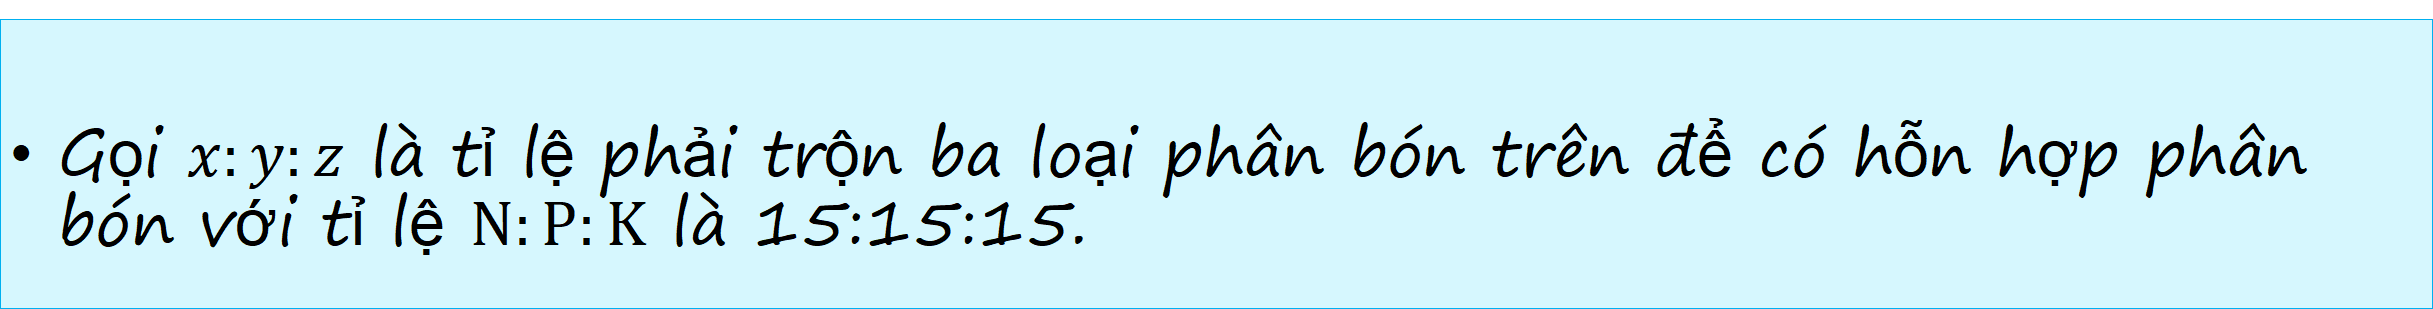 • Gọi x: y: z là tỉ lệ phải trộn ba loại phân bón trên để có hỗn hợp phân
bón với tỉ lệ N: P: K là 15:15:15.